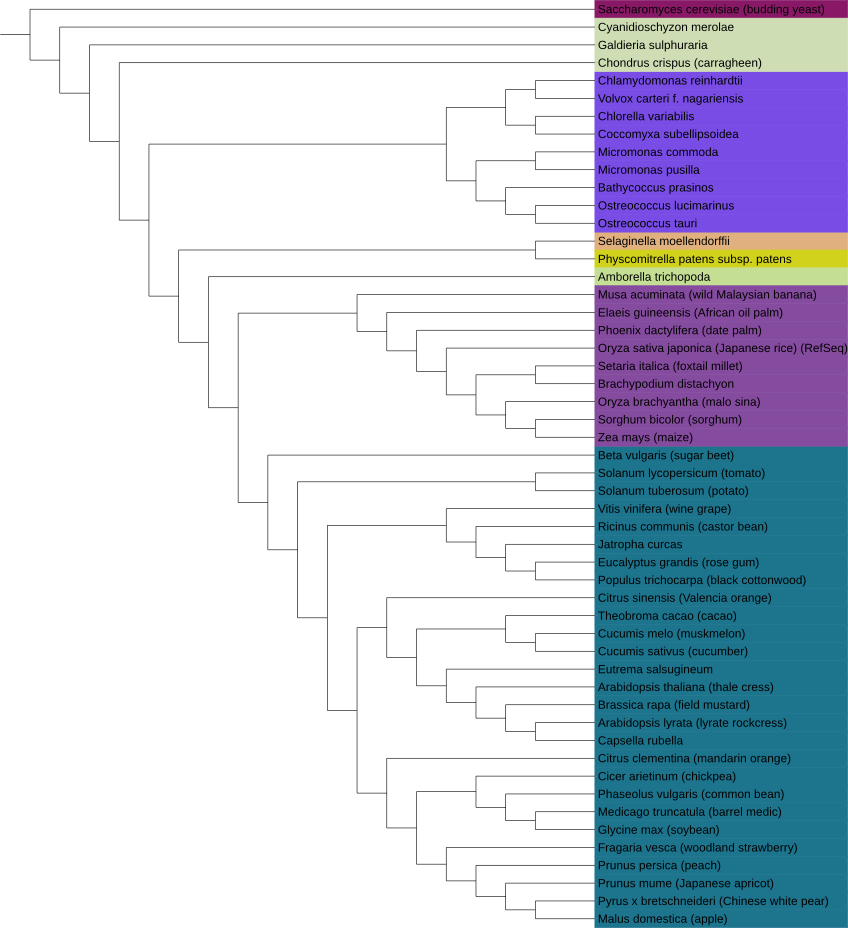 Saccharomyces cerevisiae (budding yeast)
Cyanidioschyzon merolae
Galdieria sulphuraria
Chondrus crispus (carragheen)
Chlamydomonas reinhardtii
Volvox carteri f. nagariensis
Chlorella variabilis
Coccomyxa subellipsoidea
Micromonas commoda
Micromonas pusilla
Bathycoccus prasinos
Ostreococcus lucimarinus
Ostreococcus tauri
Selaginella moellendorffii
Physcomitrella patens subsp. patens
Amborella trichopoda
Musa acuminata (wild Malaysian banana)
Elaeis guineensis (African oil palm)
Phoenix dactylifera (date palm)
Oryza sativa japonica (Japanese rice) (RefSeq)
Setaria italica (foxtail millet)
Brachypodium distachyon
Oryza brachyantha (malo sina)
Sorghum bicolor (sorghum)
Zea mays (maize)
Beta vulgaris (sugar beet)
Solanum lycopersicum (tomato)
Solanum tuberosum (potato)
Vitis vinifera (wine grape)
Ricinus communis (castor bean)
Jatropha curcas
Eucalyptus grandis (rose gum)
Populus trichocarpa (black cottonwood)
Citrus sinensis (Valencia orange)
Theobroma cacao (cacao)
Cucumis melo (muskmelon)
Cucumis sativus (cucumber)
Eutrema salsugineum
Arabidopsis thaliana (thale cress)
Brassica rapa (field mustard)
Arabidopsis lyrata (lyrate rockcress)
Capsella rubella
Citrus clementina (mandarin orange)
Cicer arietinum (chickpea)
Phaseolus vulgaris (common bean)
Medicago truncatula (barrel medic)
Glycine max (soybean)
Fragaria vesca (woodland strawberry)
Prunus persica (peach)
Prunus mume (Japanese apricot)
Pyrus x bretschneideri (Chinese white pear)
Malus domestica (apple)